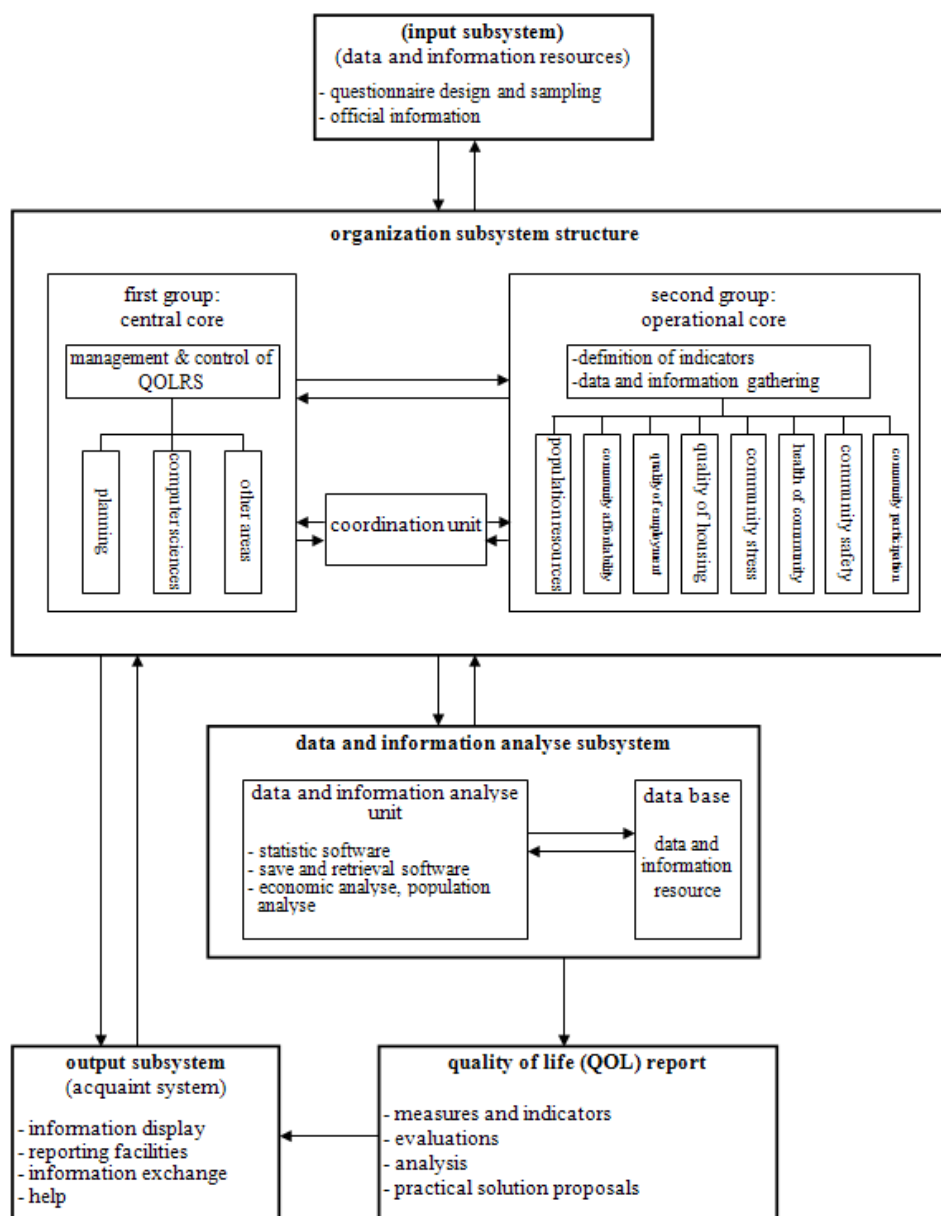 (input subsystem)
(data and information resources)
- questionnaire design and sampling
- official information
organization subsystem structure
first group:
central core
management & control of
QOLRS
planning
computer sciences
other areas
coordination unit
second group:
operational core
-definition of indicators
-data and information gathering
population resources
community affordability
quality of employment
quality of housing
community stress
health of community
community safety
community participation
data and information analyse subsystem
data and information analyse
unit
- statistic software
- save and retrieval software
- economic analyse, population
analyse
data base
data and
information
resource
output subsystem
(acquaint system)
- information display
- reporting facilities
- information exchange
- help
quality of life (QOL) report
- measures and indicators
- evaluations
- analysis
- practical solution proposals